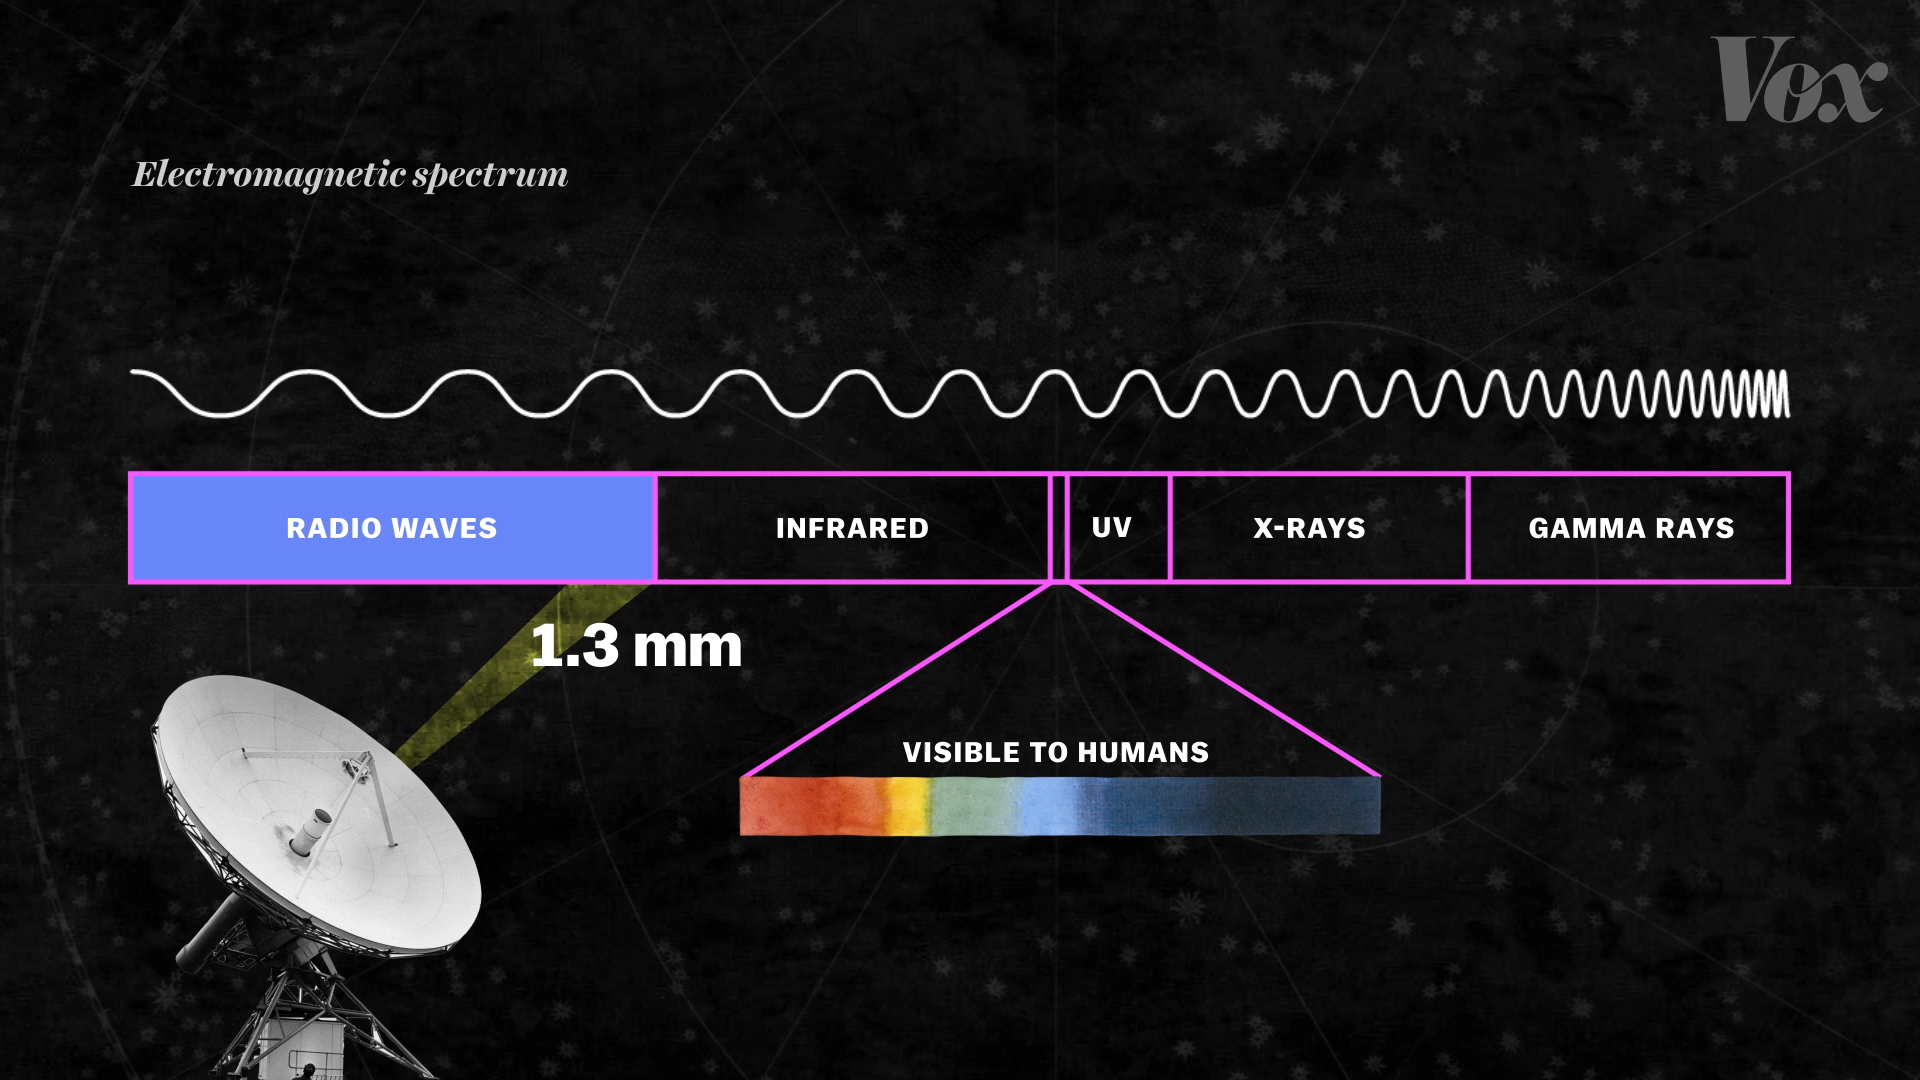 Vox
Electromagnetic spectrum
RADIO WAVES
INFRARED
UV
X-RAYS
GAMMA RAYS
1.3 mm
VISIBLE TO HUMANS